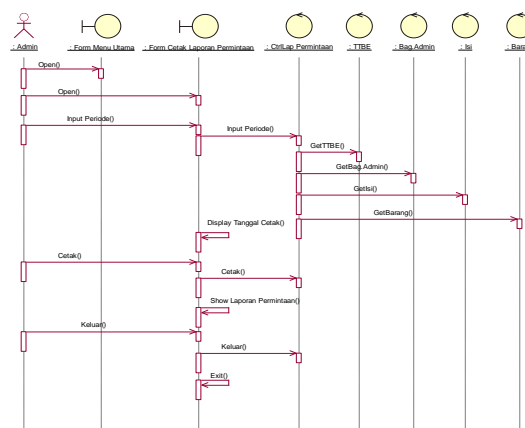 : Admin
: Form Menu Utama
: Form Cetak Laporan Permintaan
: CtrlLap Permintaan
: TTBE
: Bag.Admin
: Isi
: Bara
Open()
Open()
Input Periode()
Input Periode()
GetTTBE()
GetBag.Admin()
GetIsi()
GetBarang()
Display Tanggal Cetak()
Cetak()
Cetak()
Show Laporan Permintaan()
Keluar()
Keluar()
Exit()